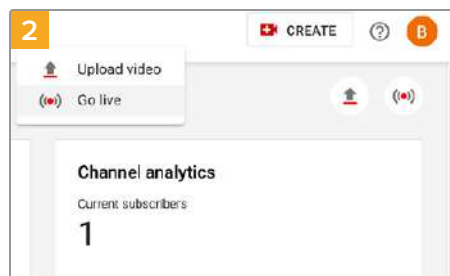 2
CREATE
B
Upload video
Go live
Channel analytics
Current subscribers
1